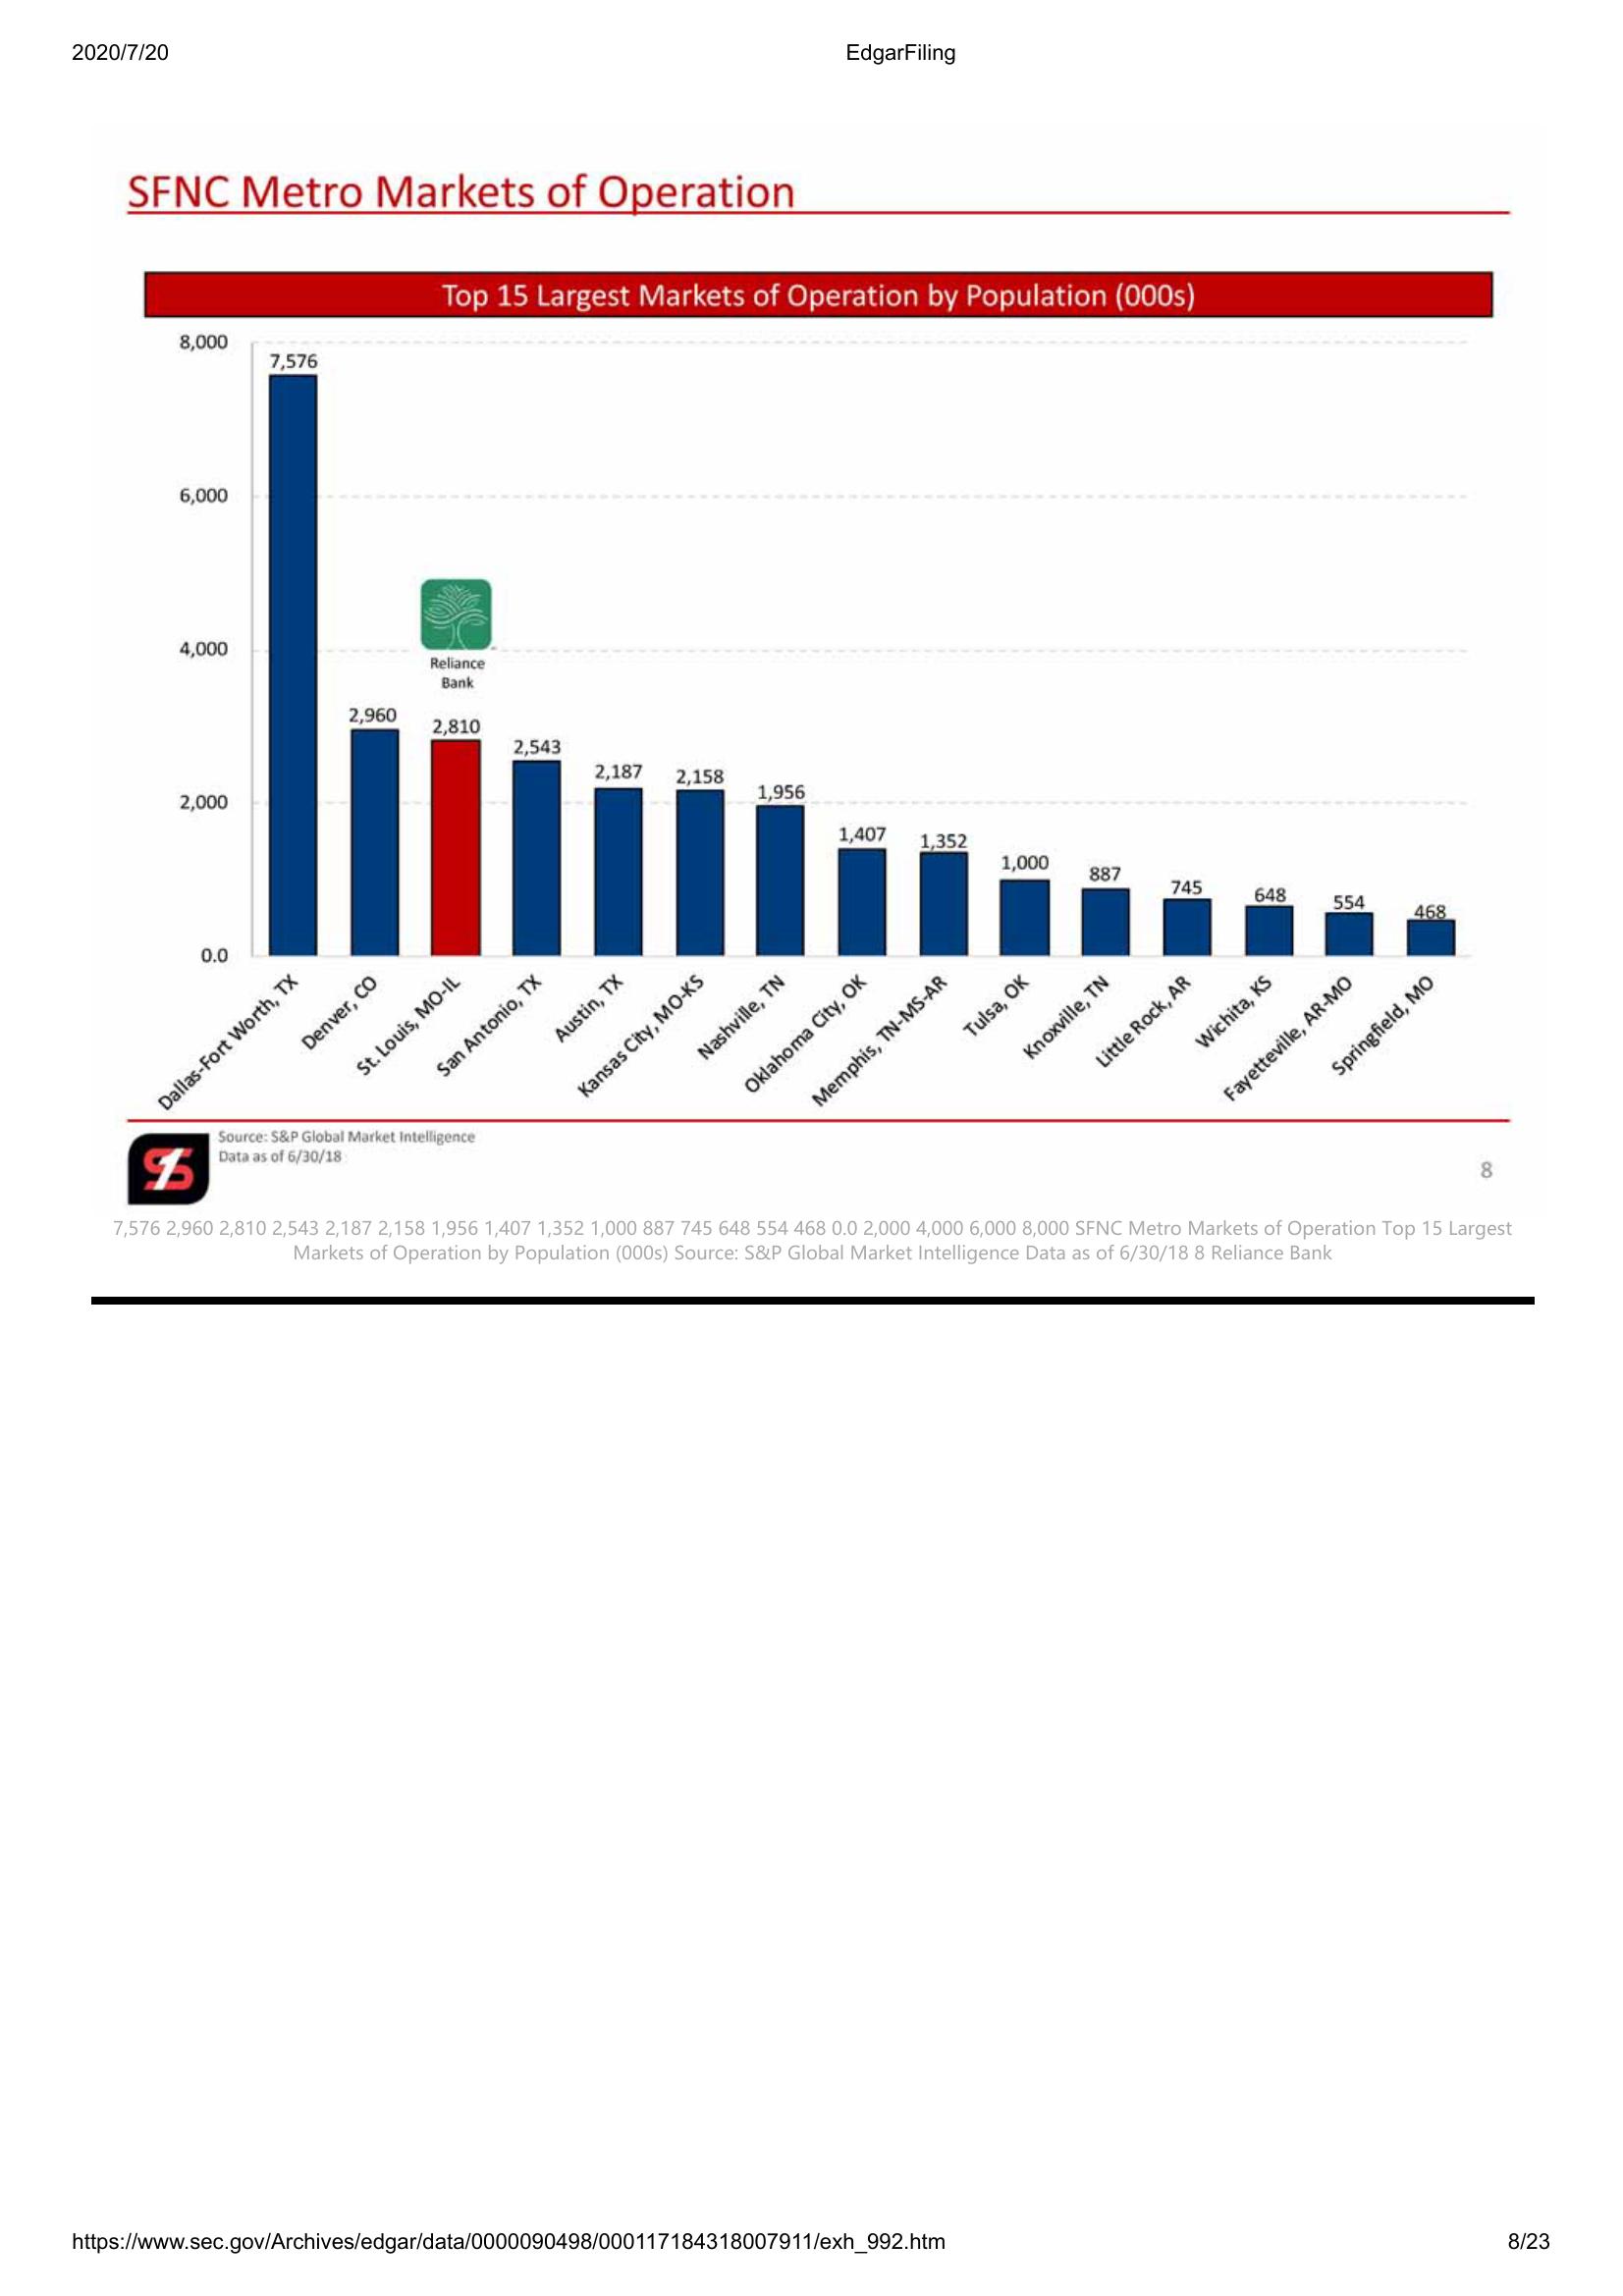 2020/7/20 EdgarFiling
SFNC Metro Markets of Operation
Top 15 Largest Markets of Operation by Population (000s)
8,000
7,576
6,000
4,000
Reliance
Bank
2,960
2,810
2,543
2,187
2,158
1,956
2,000
1,407
1,352
1,000
887
745
648
554
468
0.0
Dallas-Fort Worth, TX
Denver, CO
St. Louis, MO-IL
San Antonio, TX
Austin, TX
Kansas City, MO-KS
Nashville, TN
Oklahoma City, OK
Memphis, TN-MS-AR
Tulsa, OK
Knoxville, TN
Little Rock, AR
Wichita, KS
Fayetteville, AR-MO
Springfield, MO
Source: S&P Global Market Intelligence
Data as of 6/30/18
8
7,576 2,960 2,810 2,543 2,187 2,158 1,956 1,407 1,352 1,000 887 745 648 554 468 0.0 2,000 4,000 6,000 8,000 SFNC Metro Markets of Operation Top 15 Largest
Markets of Operation by Population (000s) Source: S&P Global Market Intelligence Data as of 6/30/18 8 Reliance Bank
https://www.sec.gov/Archives/edgar/data/0000090498/000117184318007911/exh_992.htm 8/23